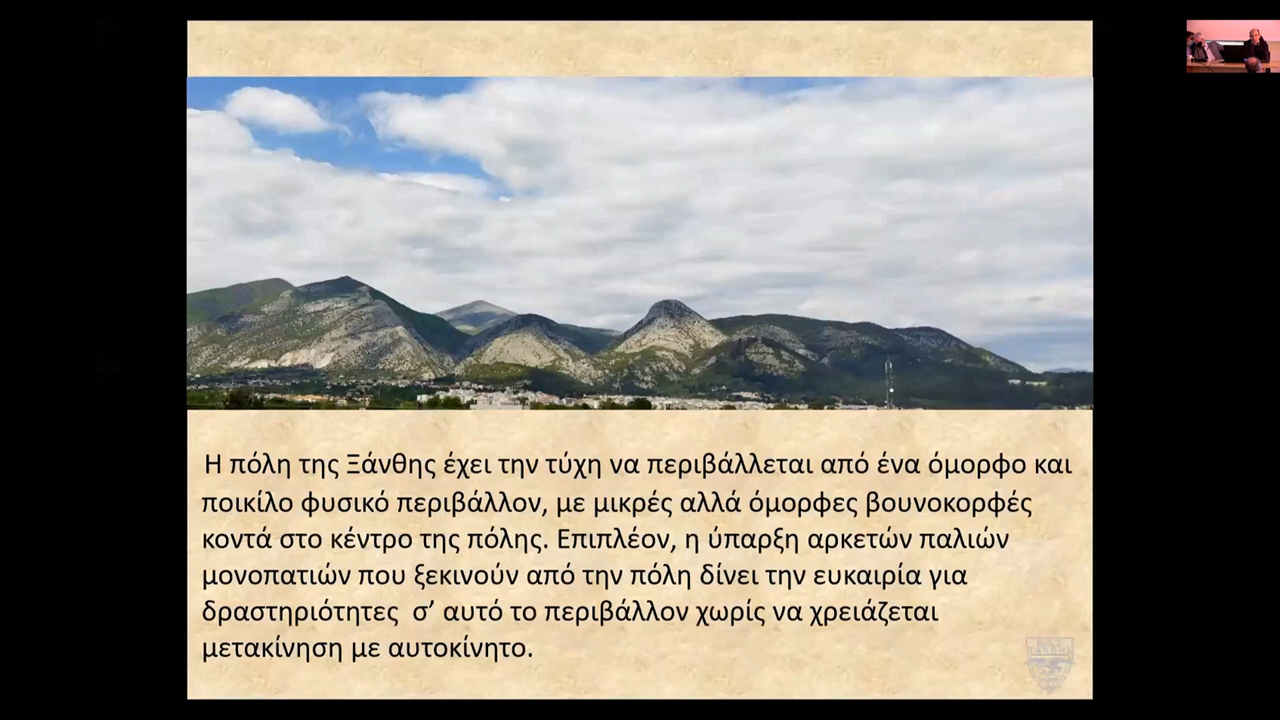 Η πόλη της Ξάνθης έχει την τύχη να περιβάλλεται από ένα όμορφο και
ποικίλο φυσικό περιβάλλον, με μικρές αλλά όμορφες βουνοκορφές
κοντά στο κέντρο της πόλης. Επιπλέον, η ύπαρξη αρκετών παλιών
μονοπατιών που ξεκινούν από την πόλη δίνει την ευκαιρία για
δραστηριότητες  σ’ αυτό το περιβάλλον χωρίς να χρειάζεται
μετακίνηση με αυτοκίνητο.